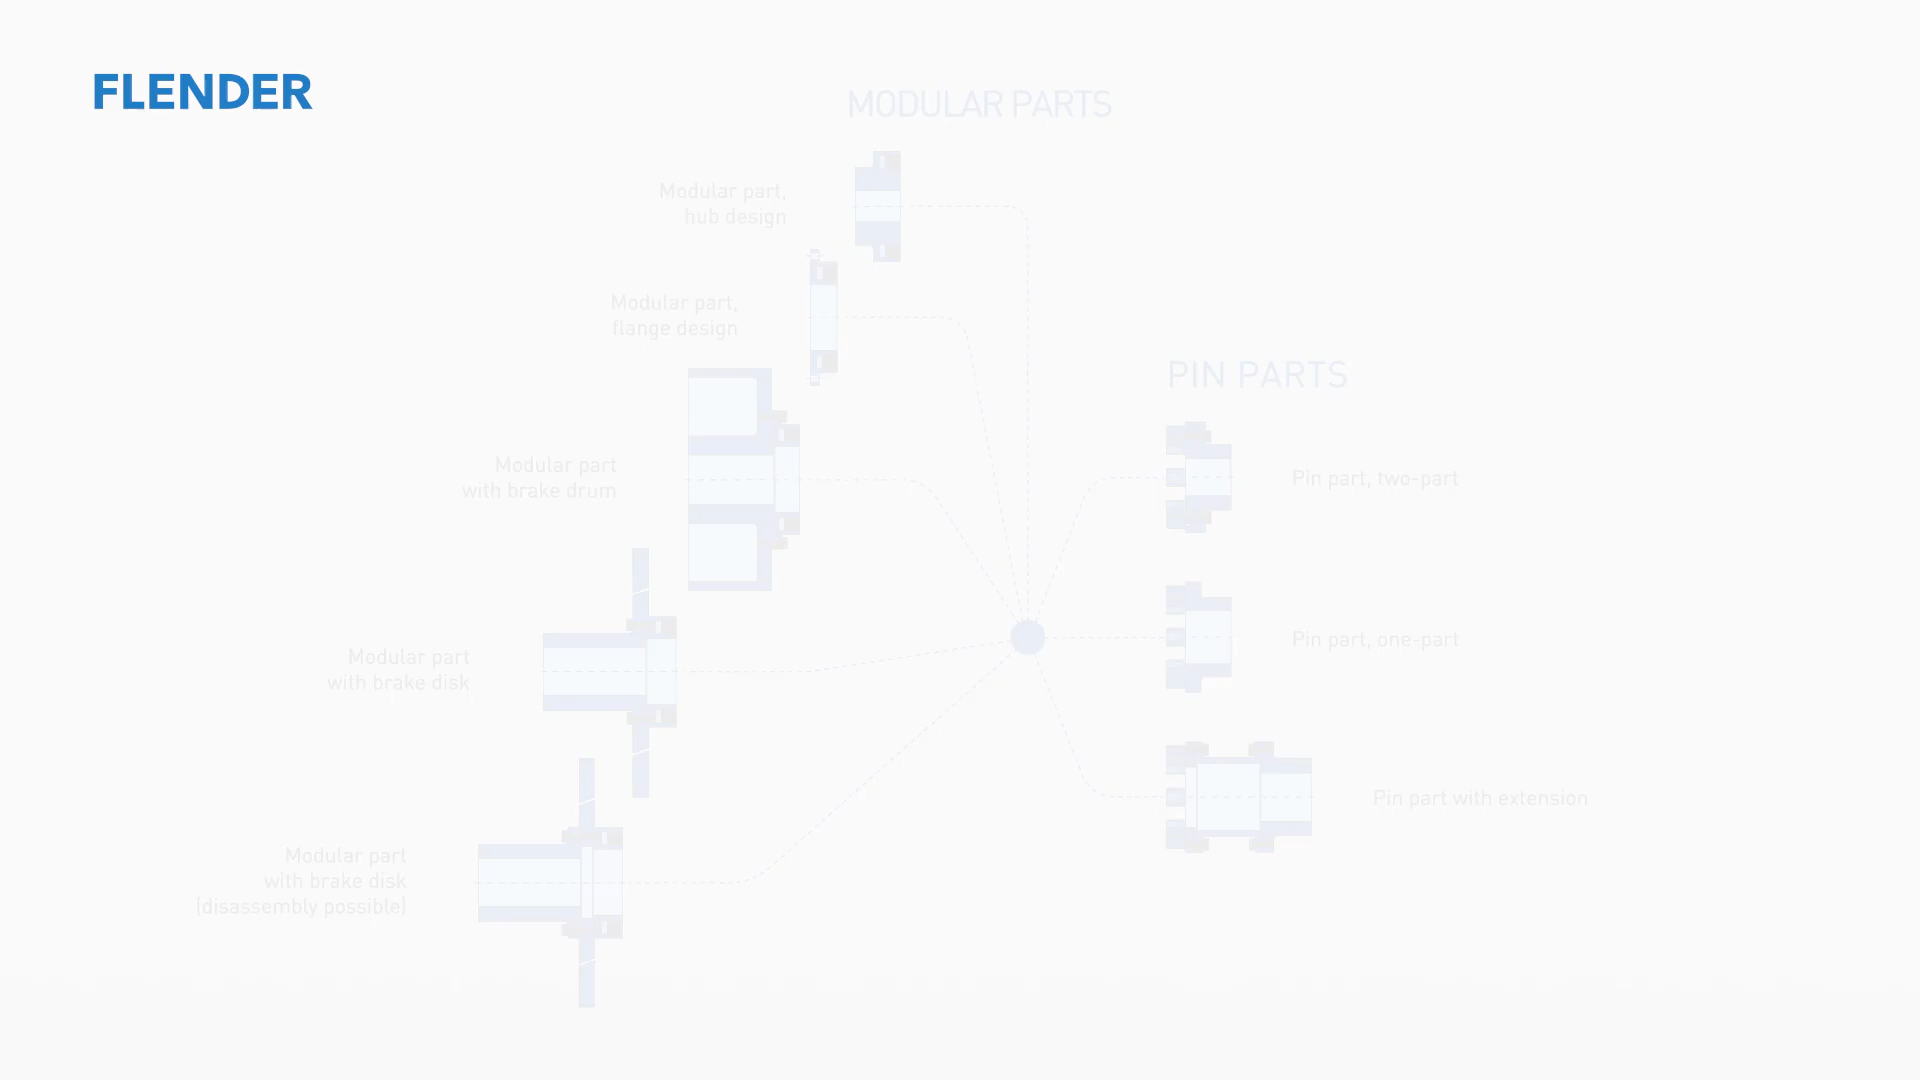 FLENDER
MODULAR PARTS
Modular part,
hub design
Modular part,
flange design
Modular part
with brake drum
Modular part
with brake disk
Modular part
with brake disk
(disassembly possible)
PIN PARTS
Pin part, two-part
Pin part, one-part
Pin part with extension